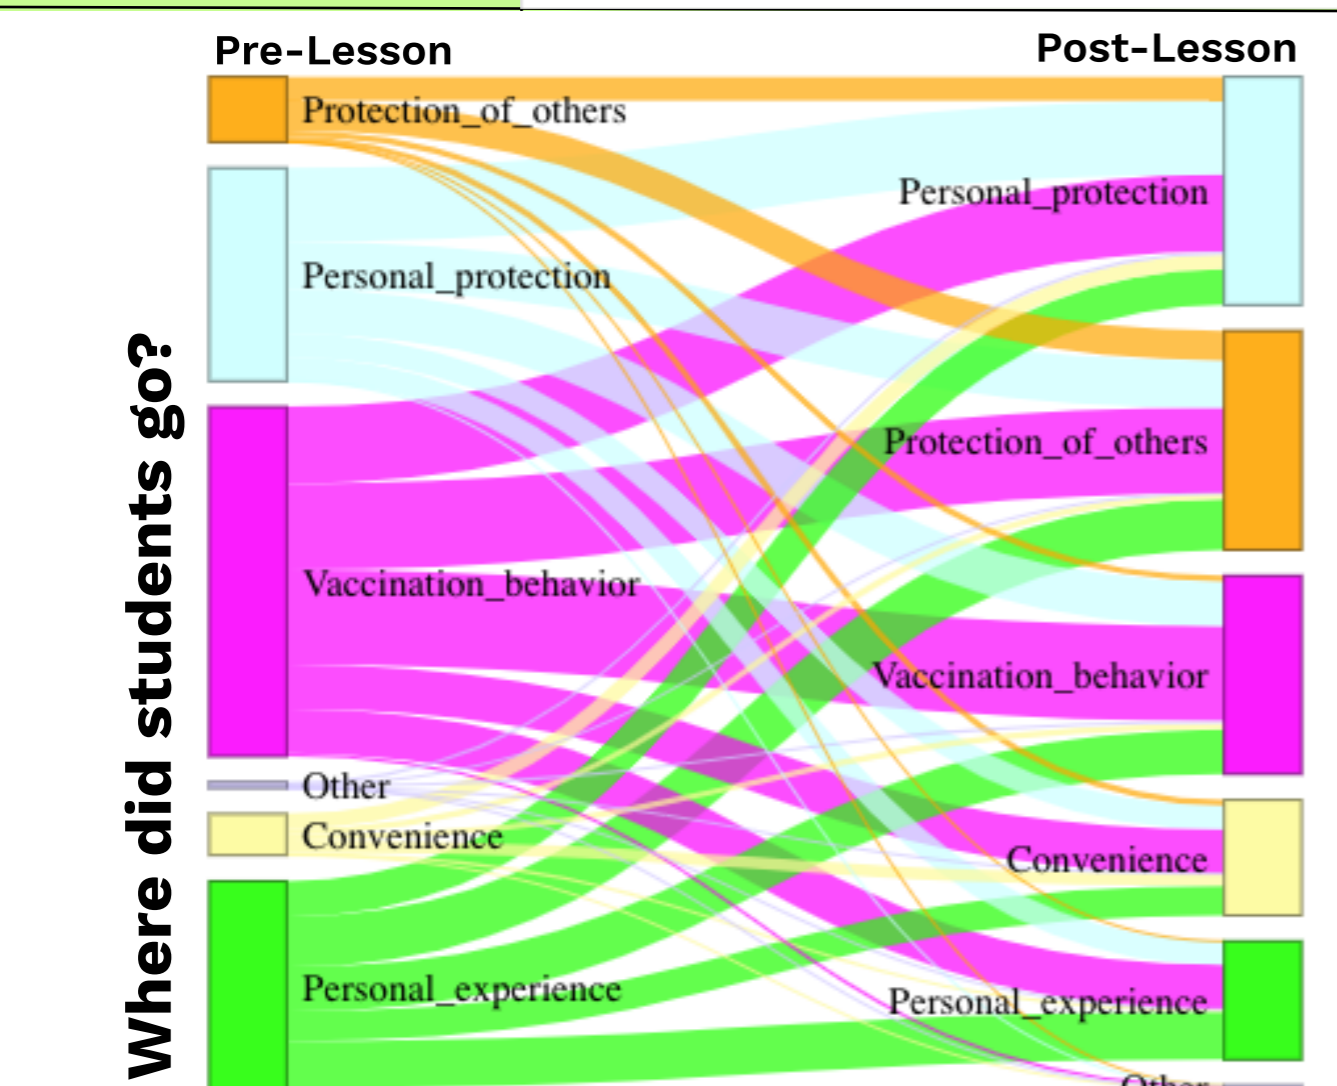 Pre-Lesson
Post-Lesson
Where did students go?
Protection_of_others
Personal_protection
Vaccination_behavior
Other
Convenience
Personal_experience
Personal_protection
Protection_of_others
Vaccination_behavior
Convenience
Personal_experience
Other